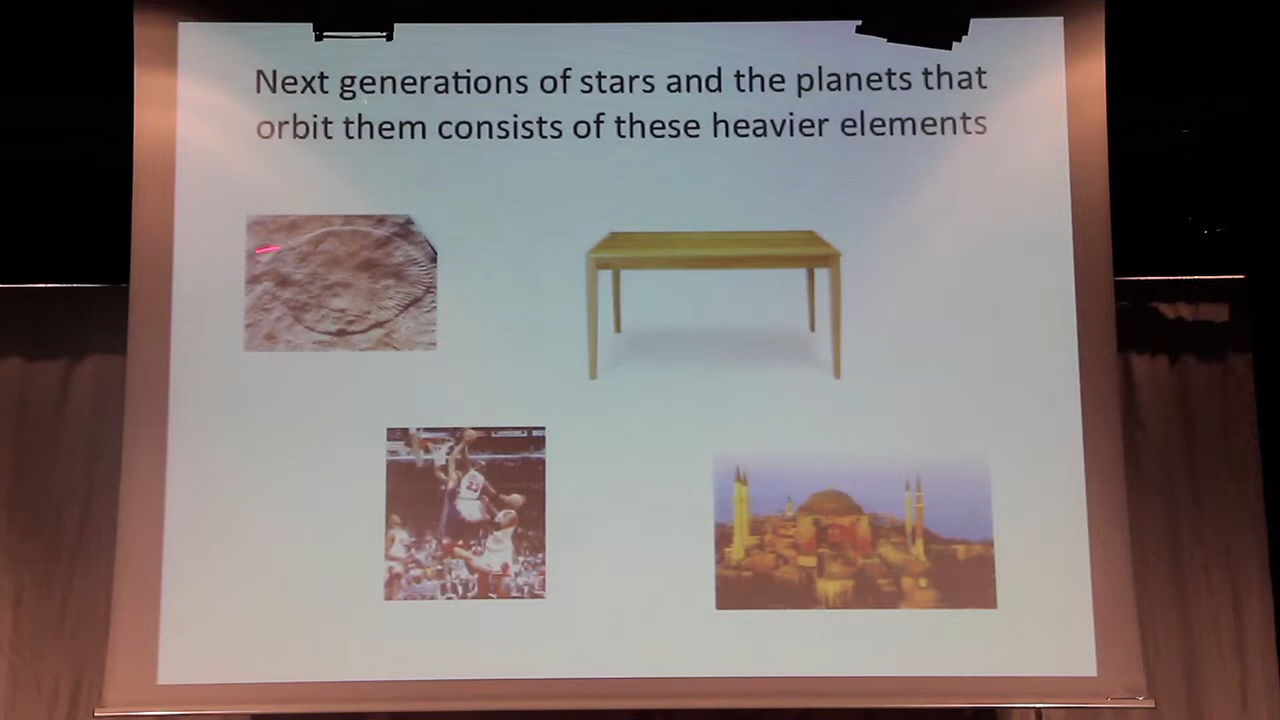 Next generations of stars and the planets that
orbit them consists of these heavier elements